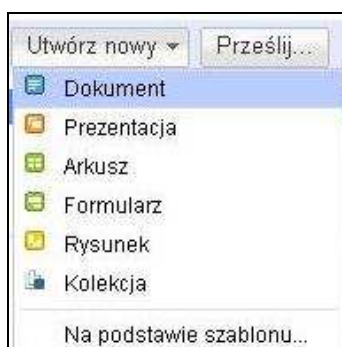 Utwórz nowy Prześlij...
Dokument
Prezentacja
Arkusz
Formularz
Rysunek
Kolekcja
Na podstawie szablonu...